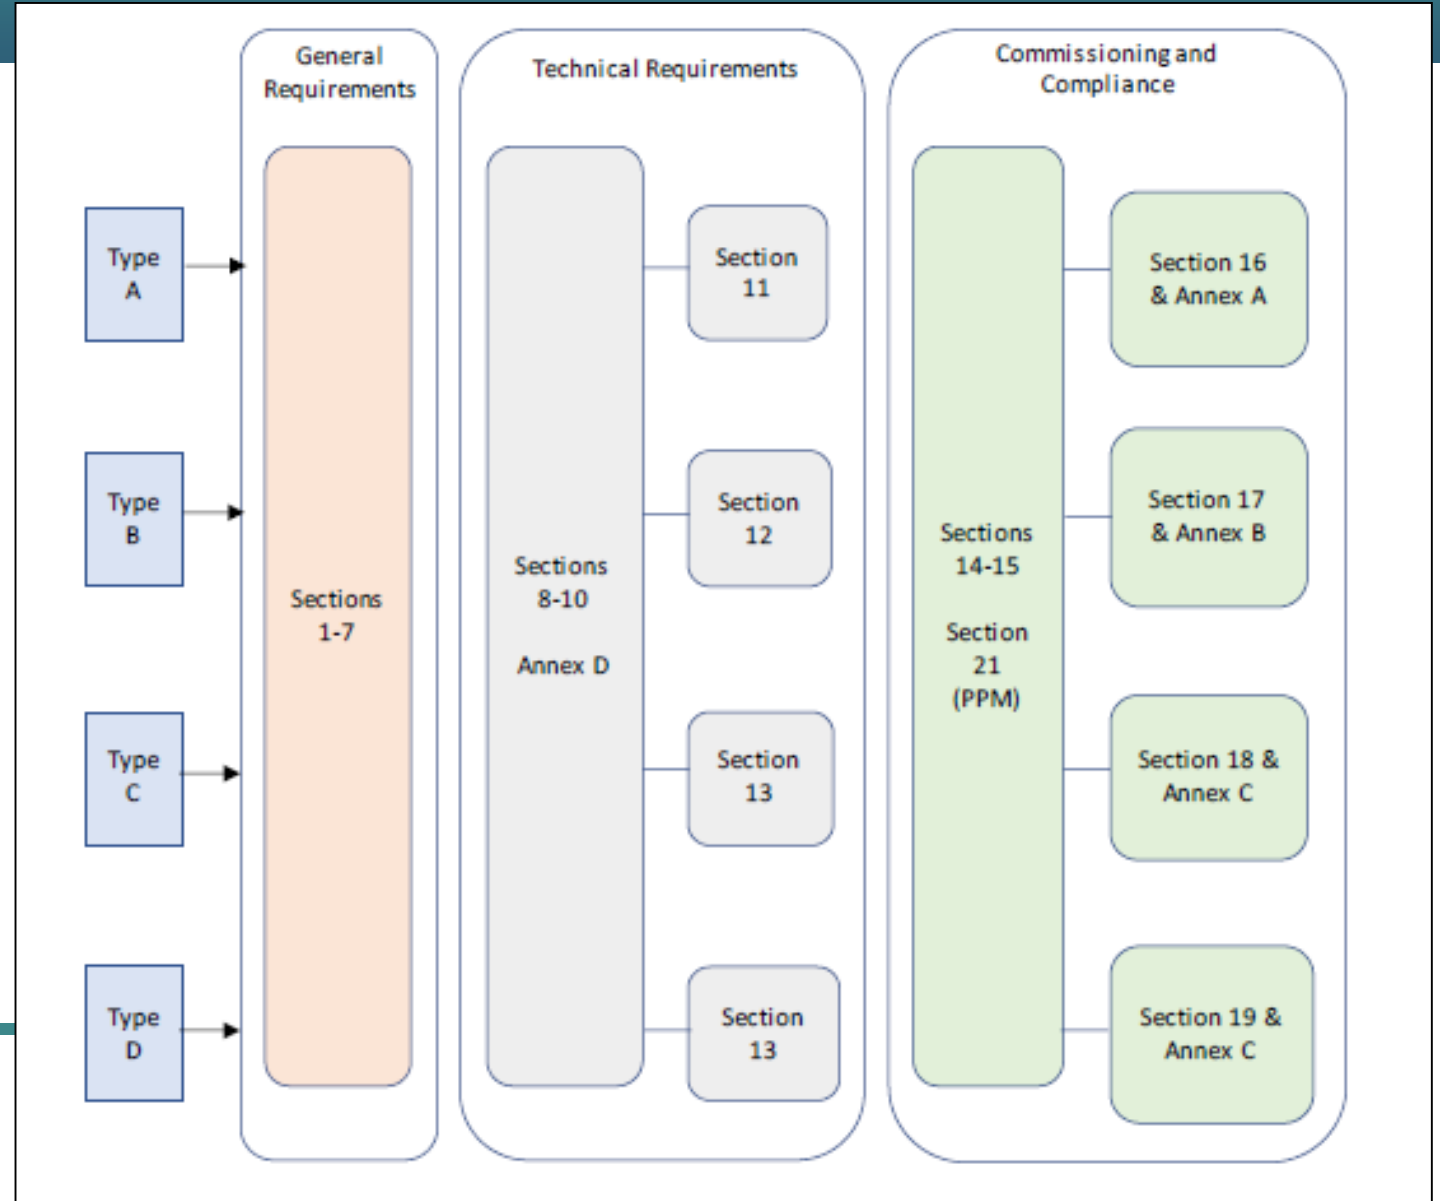 General
Requirements
Technical Requirements
Commissioning and
Compliance
Type
A
Type
B
Type
C
Type
D
Sections
1-7
Sections
8-10
Annex D
Section
11
Section
12
Section
13
Section
13
Sections
14-15
Section
21
(PPM)
Section 16
& Annex A
Section 17
& Annex B
Section 18 &
Annex C
Section 19 &
Annex C